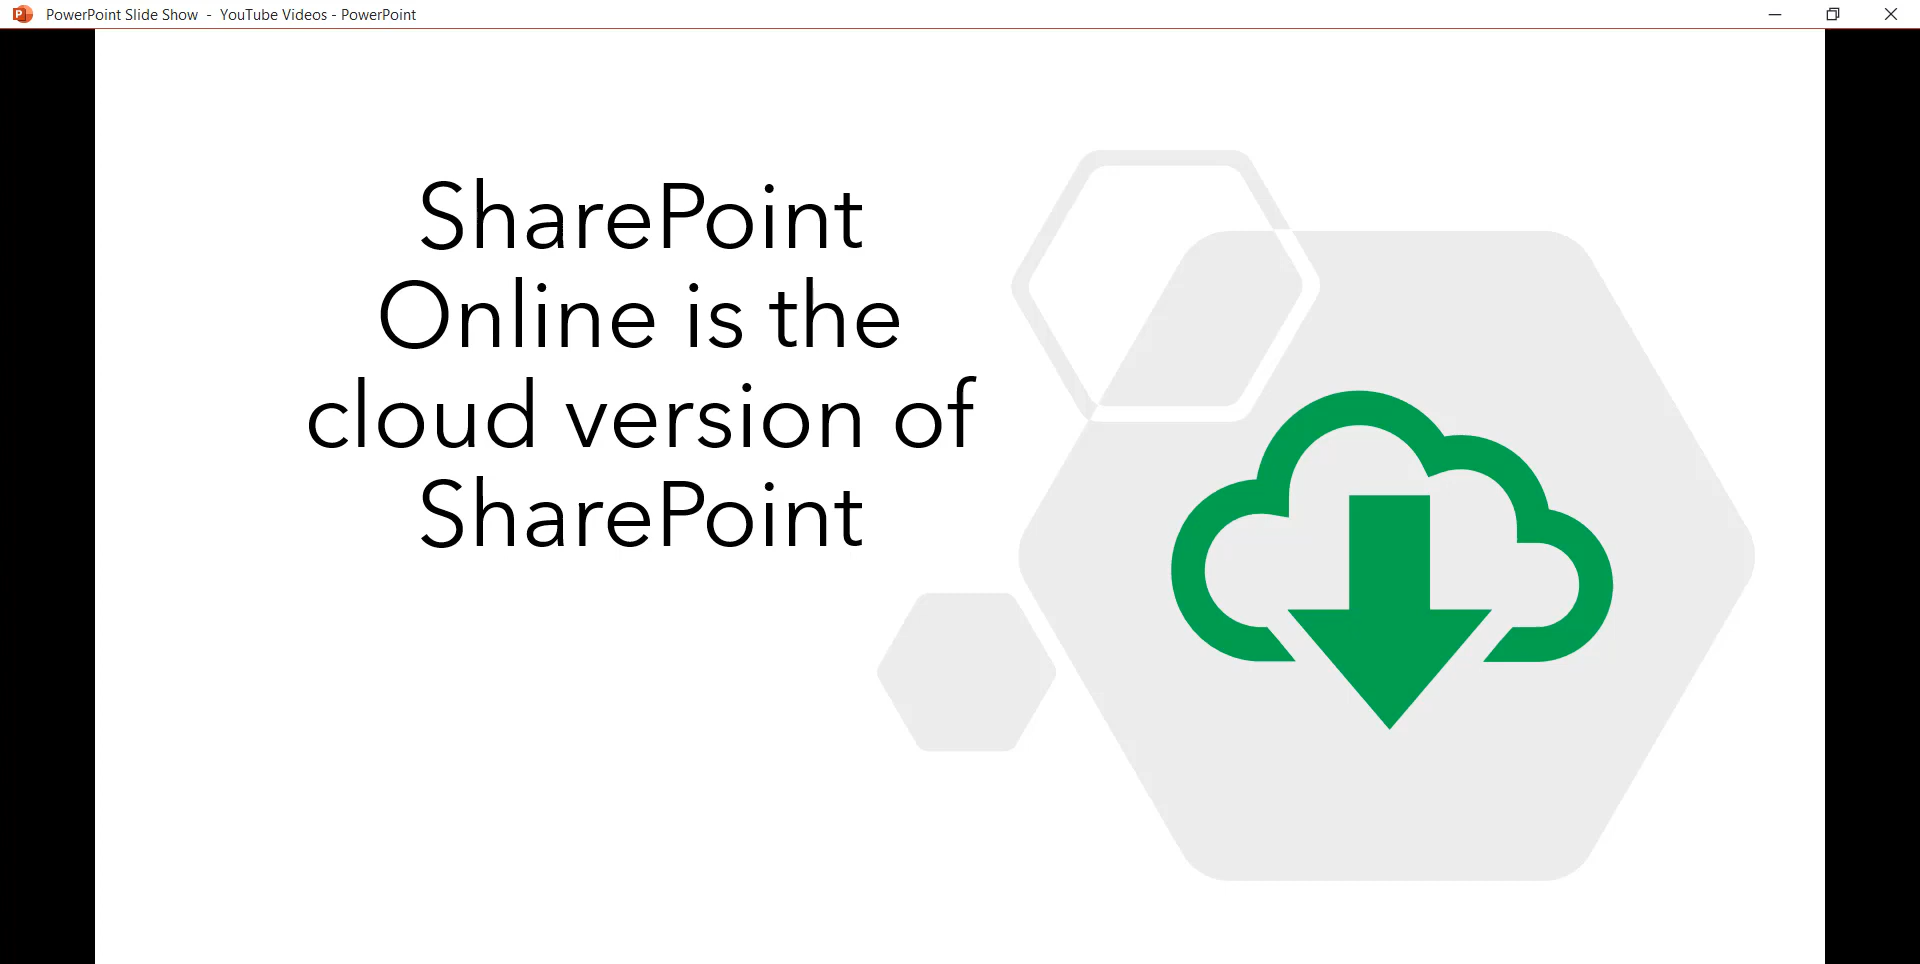 PowerPoint Slide Show - YouTube Videos - PowerPoint
SharePoint
Online is the
cloud version of
SharePoint